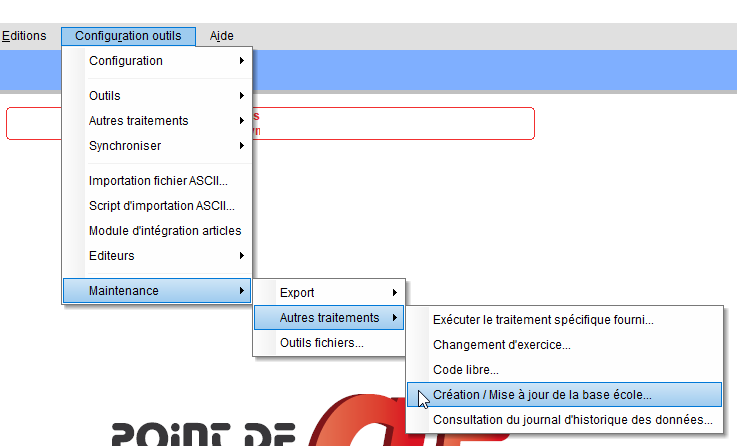 Editions Configuration outils Aide
Configuration
Outils
Autres traitements
Synchroniser
Importation fichier ASCII...
Script d'importation ASCII...
Module d'intégration articles
Editeurs
Maintenance
Export
Autres traitements
Outils fichiers...
Exécuter le traitement spécifique fourni...
Changement d'exercice...
Code libre...
Création / Mise à jour de la base école...
Consultation du journal d'historique des données...
POINT DE